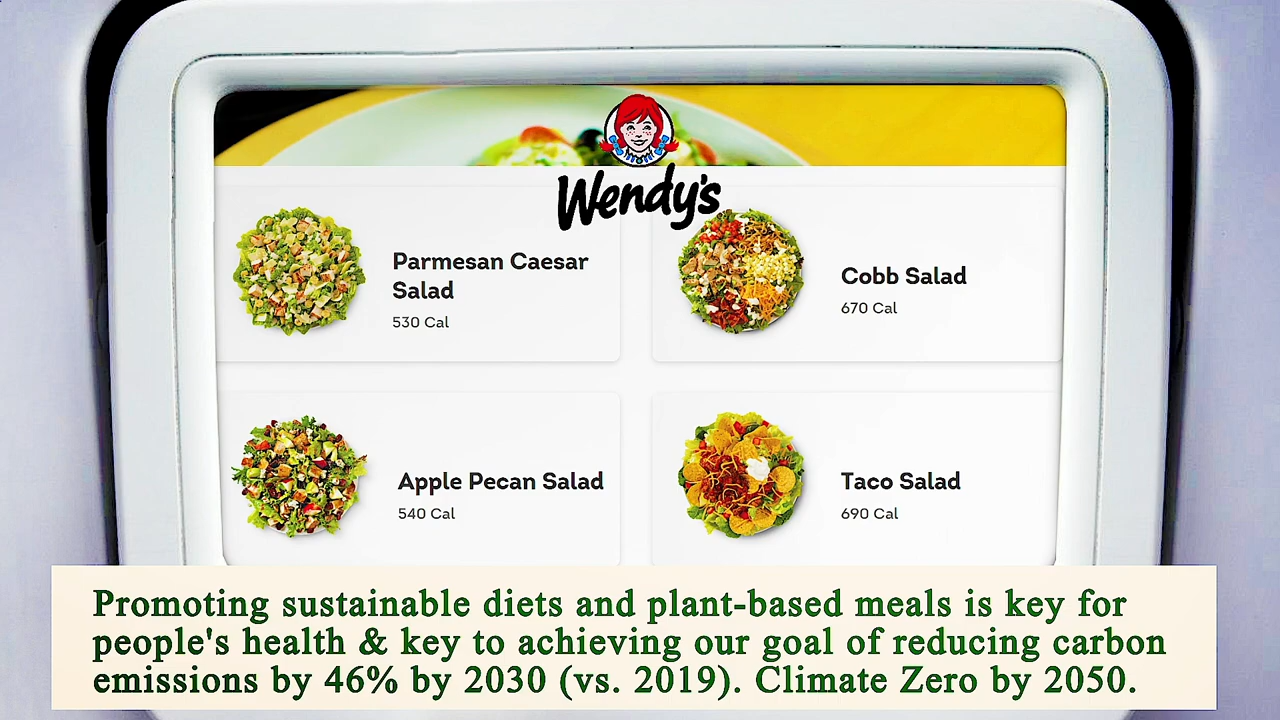 Wendy's
Parmesan Caesar
Salad
530 Cal
Cobb Salad
670 Cal
Apple Pecan Salad
540 Cal
Taco Salad
690 Cal
Promoting sustainable diets and plant-based meals is key for
people's health & key to achieving our goal of reducing carbon
emissions by 46% by 2030 (vs. 2019). Climate Zero by 2050.